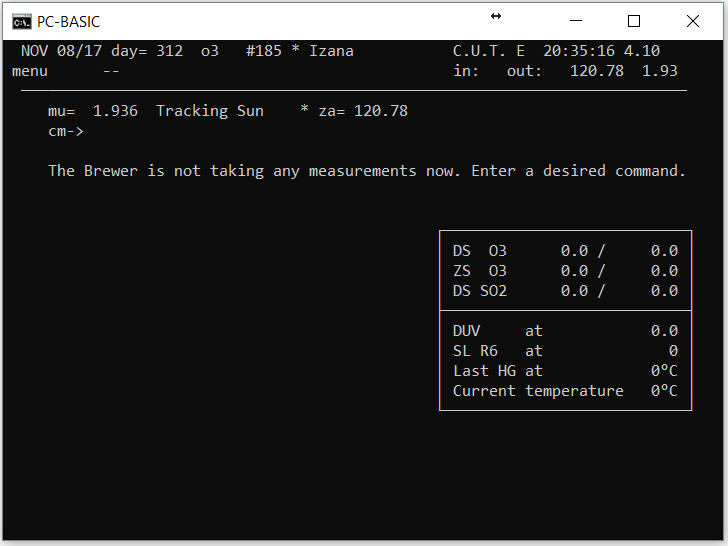 PC-BASIC
NOV 08/17 day= 312 o3 #185 * Izana C.U.T. E 20:35:16 4.10
menu -- in: out: 120.78 1.93
mu= 1.936 Tracking Sun * za= 120.78
cm->
The Brewer is not taking any measurements now. Enter a desired command.
DS O3 0.0 / 0.0
ZS O3 0.0 / 0.0
DS SO2 0.0 / 0.0
DUV at 0.0
SL R6 at 0
Last HG at 0°C
Current temperature 0°C